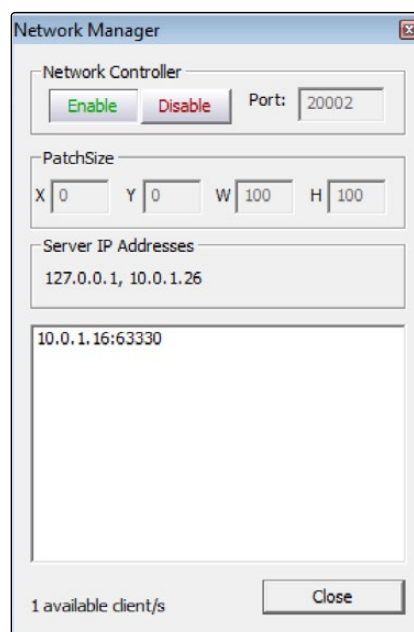 Network Manager
Network Controller
Enable Disable Port: 20002
PatchSize
X 0 Y 0 W 100 H 100
Server IP Addresses
127.0.0.1, 10.0.1.26
10.0.1.16:63330
1 available client/s Close